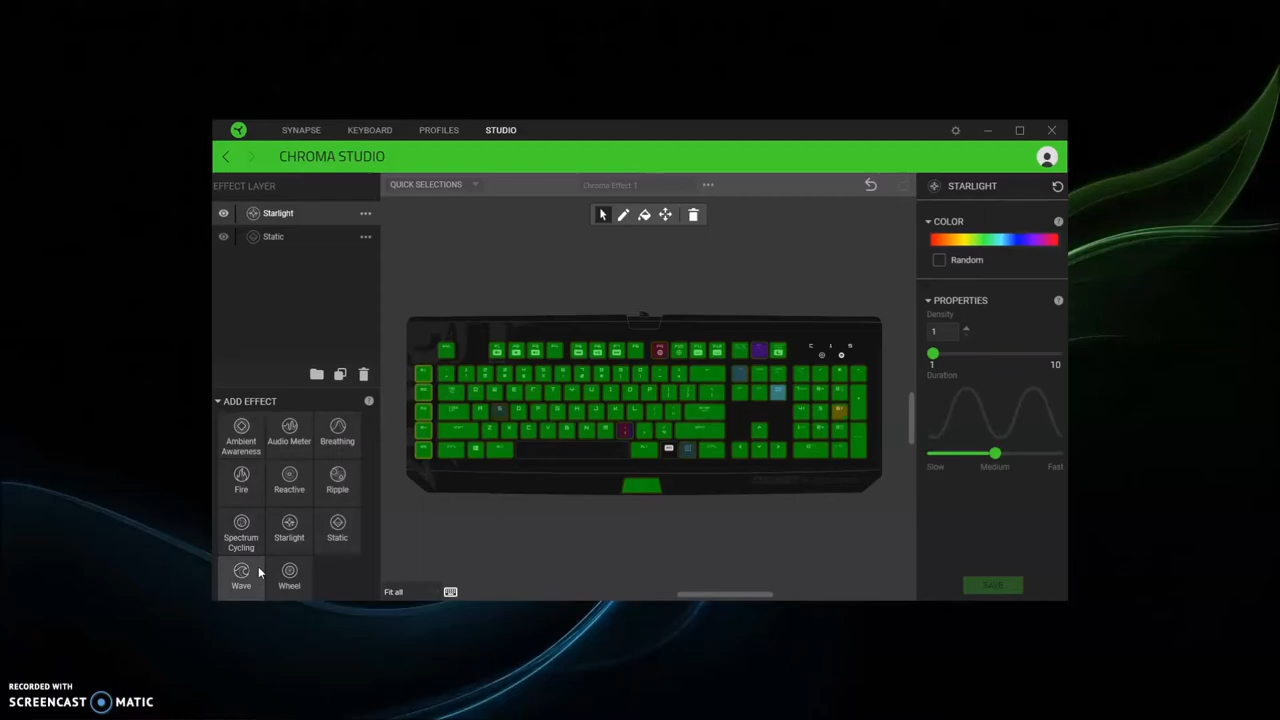 SYNAPSE KEYBOARD PROFILES STUDIO
CHROMA STUDIO
EFFECT LAYER
QUICK SELECTIONS
Chroma Effect 1
Starlight
Static
ADD EFFECT
Ambient Awareness
Audio Meter
Breathing
Fire
Reactive
Ripple
Spectrum Cycling
Starlight
Static
Wave
Wheel
Fit all
STARLIGHT
COLOR
Random
PROPERTIES
Density
1
1 10
Duration
Slow Medium Fast
SAVE
RECORDED WITH
SCREENCAST MATIC